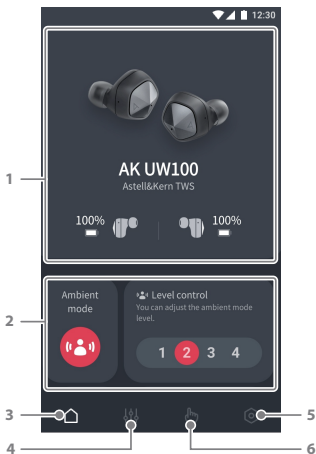 12:30
AK UW100
Astell&Kern TWS
100%
100%
Ambient
mode
Level control
You can adjust the ambient mode
level.
1 2 3 4
1
2
3
4
5
6